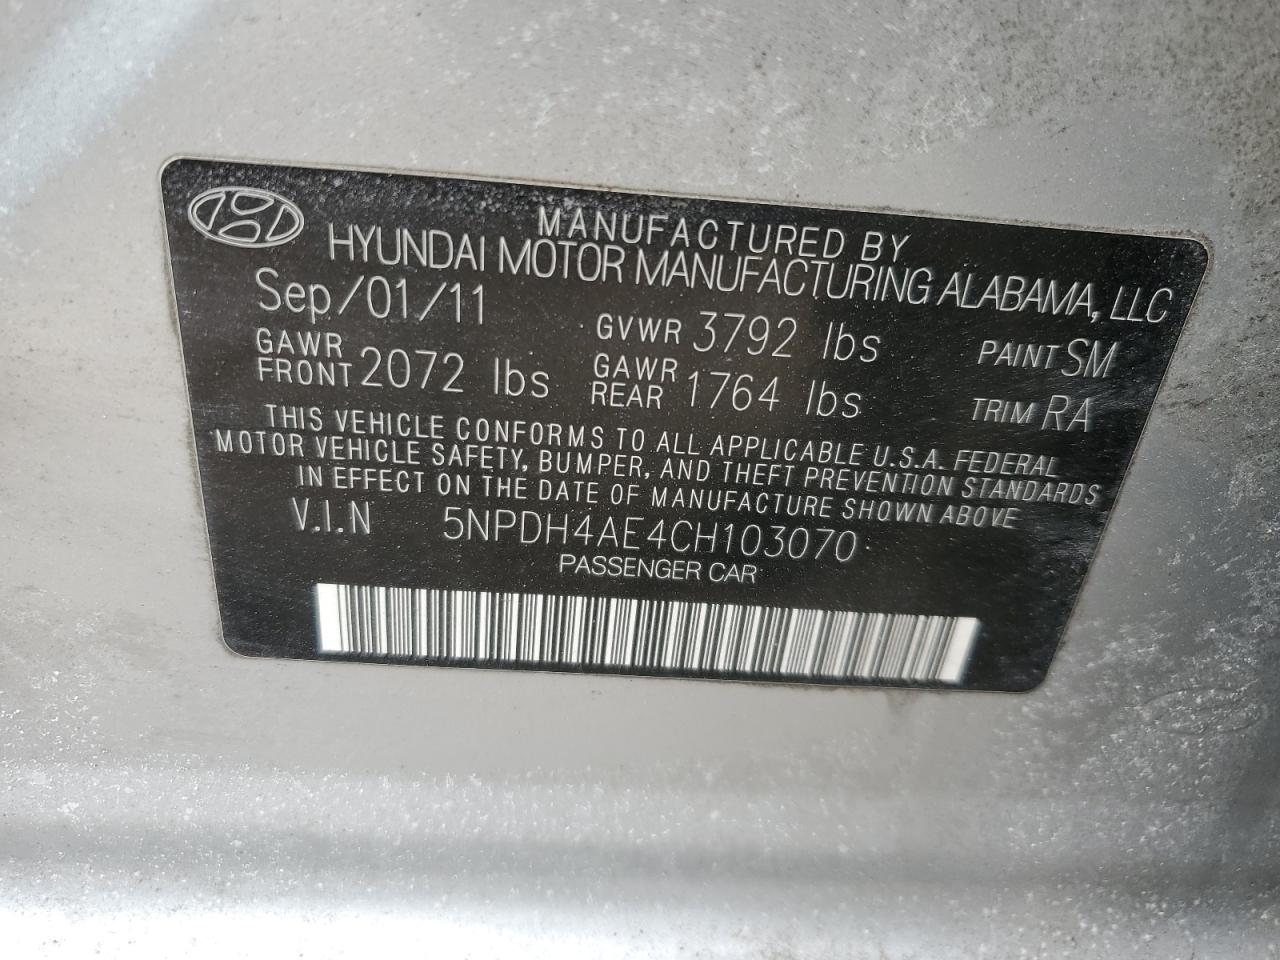 MANUFACTURED BY
HYUNDAI MOTOR MANUFACTURING ALABAMA, LLC
Sep/01/11 GVWR 3792 lbs PAINT SM
GAWR FRONT 2072 lbs GAWR REAR 1764 lbs TRIM RA
THIS VEHICLE CONFORMS TO ALL APPLICABLE U.S.A. FEDERAL
MOTOR VEHICLE SAFETY, BUMPER, AND THEFT PREVENTION STANDARDS
IN EFFECT ON THE DATE OF MANUFACTURE SHOWN ABOVE
V.I.N 5NPDH4AE4CH103070
PASSENGER CAR